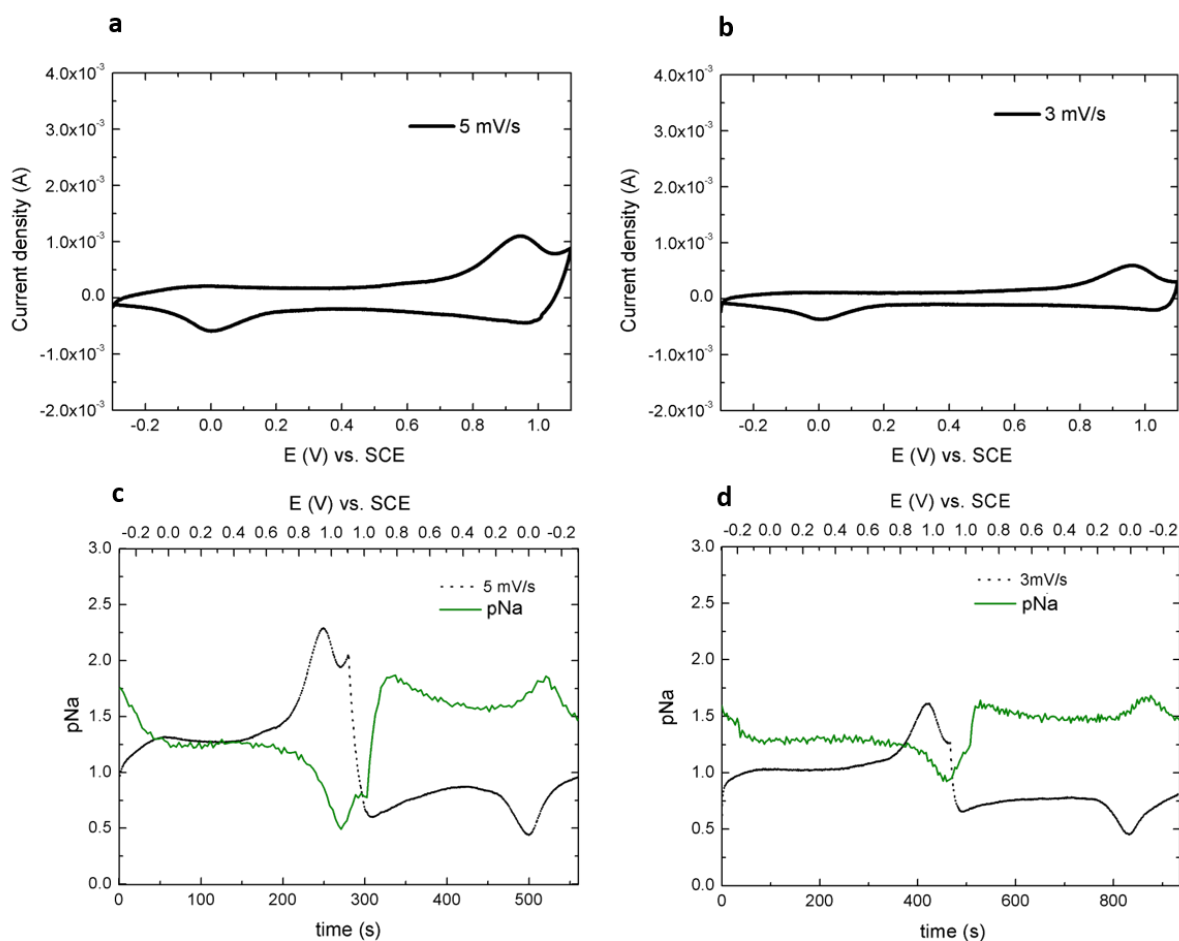 a
b
4.0x10⁻³
3.0x10⁻³
2.0x10⁻³
1.0x10⁻³
0.0
-1.0x10⁻³
-2.0x10⁻³
Current density (A)
5 mV/s
-0.2 0.0 0.2 0.4 0.6 0.8 1.0
E (V) vs. SCE
4.0x10⁻³
3.0x10⁻³
2.0x10⁻³
1.0x10⁻³
0.0
-1.0x10⁻³
-2.0x10⁻³
Current density (A)
3 mV/s
-0.2 0.0 0.2 0.4 0.6 0.8 1.0
E (V) vs. SCE
c
E (V) vs. SCE
-0.2 0.0 0.2 0.4 0.6 0.8 1.0 1.0 0.8 0.6 0.4 0.2 0.0 -0.2
3.0
2.5
2.0
1.5
1.0
0.5
0.0
pNa
5 mV/s
pNa
0 100 200 300 400 500
time (s)
d
E (V) vs. SCE
-0.2 0.0 0.2 0.4 0.6 0.8 1.0 1.0 0.8 0.6 0.4 0.2 0.0 -0.2
3.0
2.5
2.0
1.5
1.0
0.5
0.0
pNa
3mV/s
pNa
0 200 400 600 800
time (s)